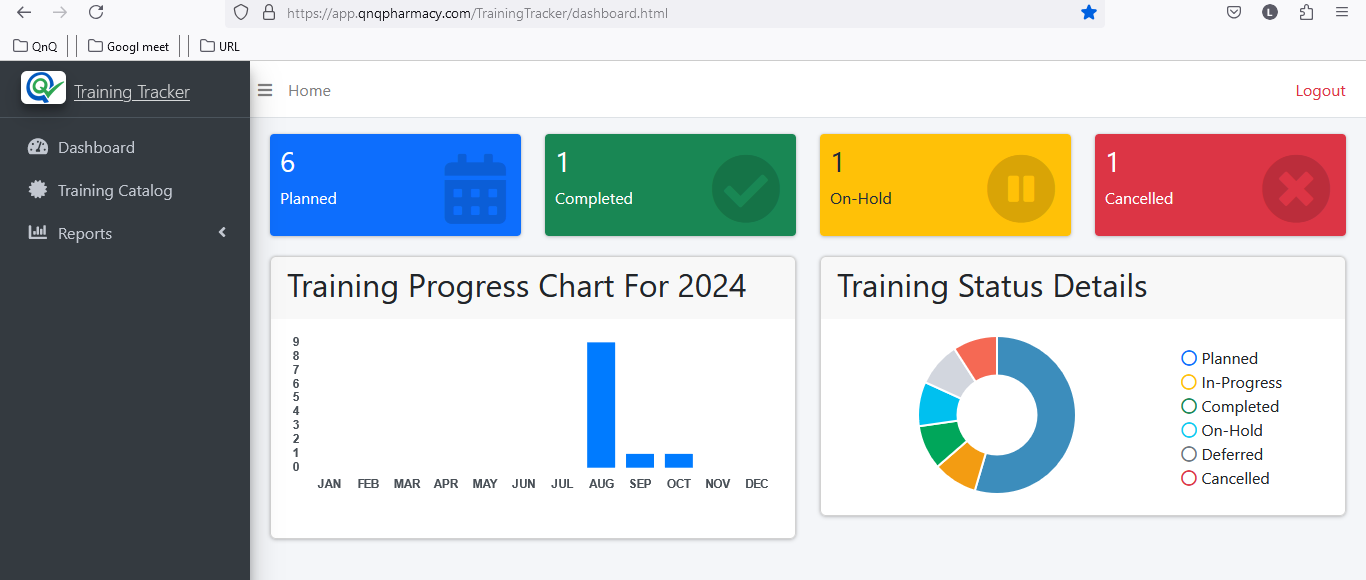 https://app.qnqpharmacy.com/TrainingTracker/dashboard.html
L
QnQ
Googl meet
URL
Training Tracker
Home
Logout
Dashboard
Training Catalog
Reports
6
Planned
1
Completed
1
On-Hold
1
Cancelled
Training Progress Chart For 2024
9
8
7
6
5
4
3
2
1
0
JAN FEB MAR APR MAY JUN JUL AUG SEP OCT NOV DEC
Training Status Details
Planned
In-Progress
Completed
On-Hold
Deferred
Cancelled